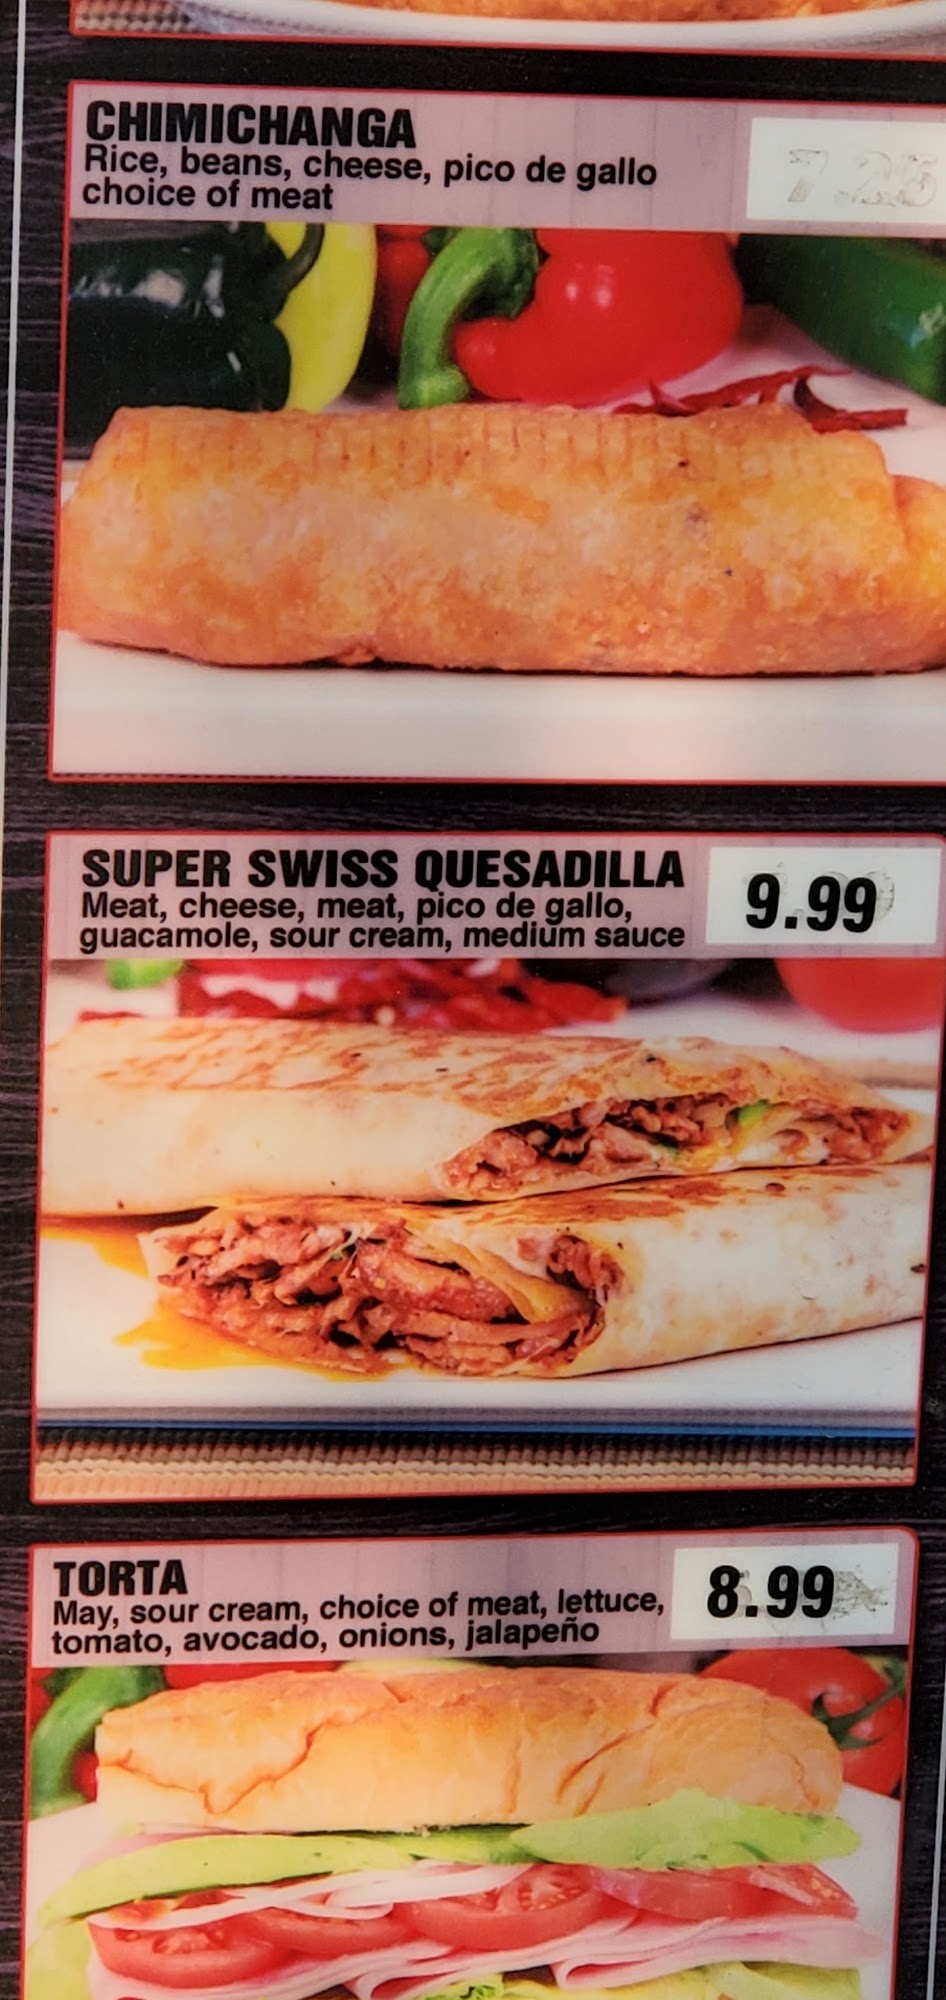 CHIMICHANGA
Rice, beans, cheese, pico de gallo
choice of meat
7.25
SUPER SWISS QUESADILLA
Meat, cheese, meat, pico de gallo,
guacamole, sour cream, medium sauce
9.99
TORTA
May, sour cream, choice of meat, lettuce,
tomato, avocado, onions, jalapeño
8.99